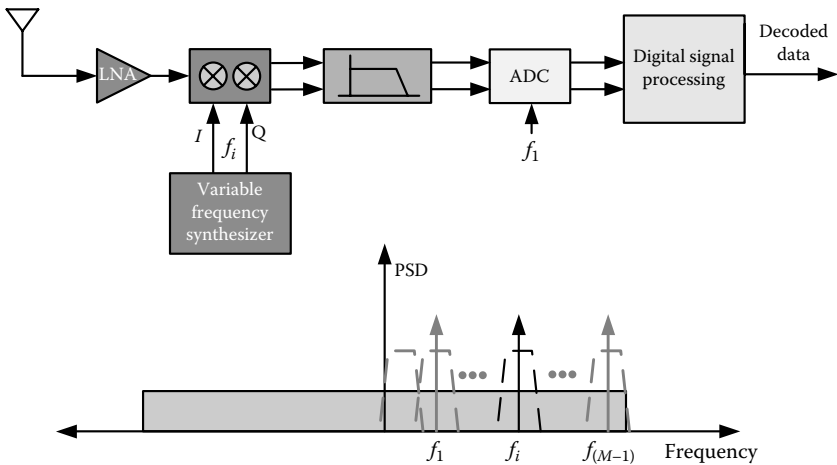 LNA
ADC
Digital signal
processing
Decoded
data
I
f_i
Q
f_1
Variable
frequency
synthesizer
PSD
f_1
f_i
f_(M–1)
Frequency